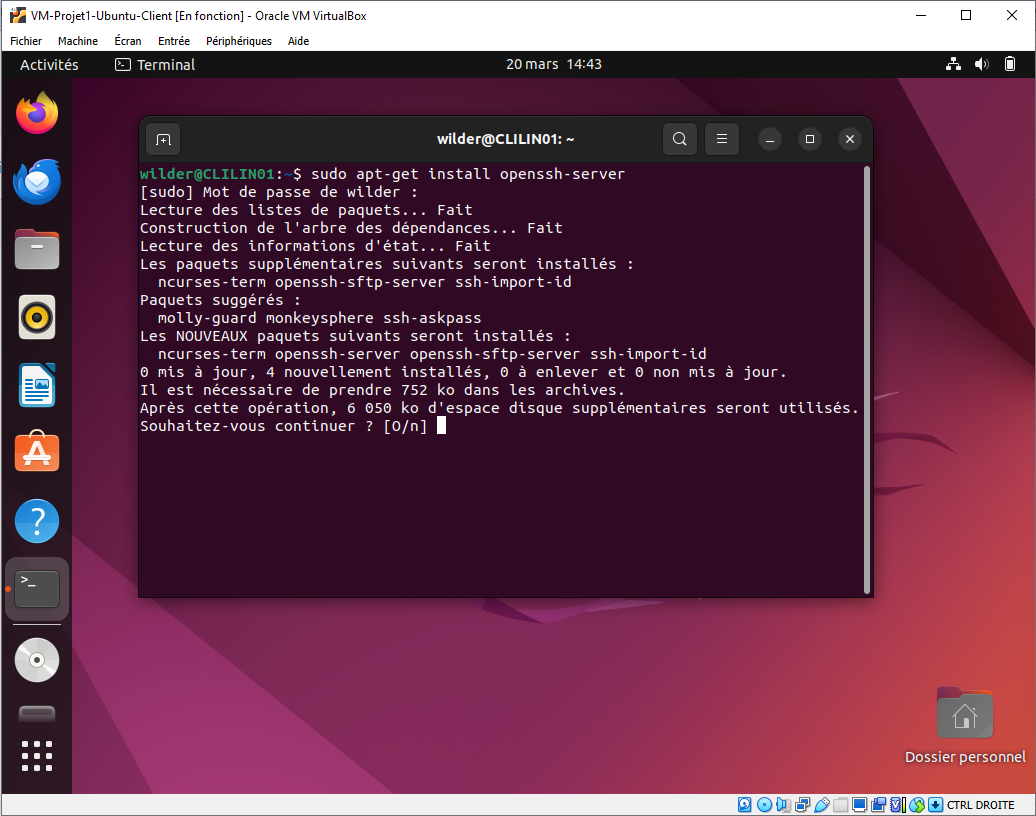 VM-Projet1-Ubuntu-Client [En fonction] - Oracle VM VirtualBox
Fichier Machine Écran Entrée Périphériques Aide
Activités Terminal 20 mars 14:43
wilder@CLILIN01: ~
wilder@CLILIN01:~$ sudo apt-get install openssh-server
[sudo] Mot de passe de wilder :
Lecture des listes de paquets... Fait
Construction de l'arbre des dépendances... Fait
Lecture des informations d'état... Fait
Les paquets supplémentaires suivants seront installés :
ncurses-term openssh-sftp-server ssh-import-id
Paquets suggérés :
molly-guard monkeysphere ssh-askpass
Les NOUVEAUX paquets suivants seront installés :
ncurses-term openssh-server openssh-sftp-server ssh-import-id
0 mis à jour, 4 nouvellement installés, 0 à enlever et 0 non mis à jour.
Il est nécessaire de prendre 752 ko dans les archives.
Après cette opération, 6 050 ko d'espace disque supplémentaires seront utilisés.
Souhaitez-vous continuer ? [O/n]
Dossier personnel
CTRL DROITE